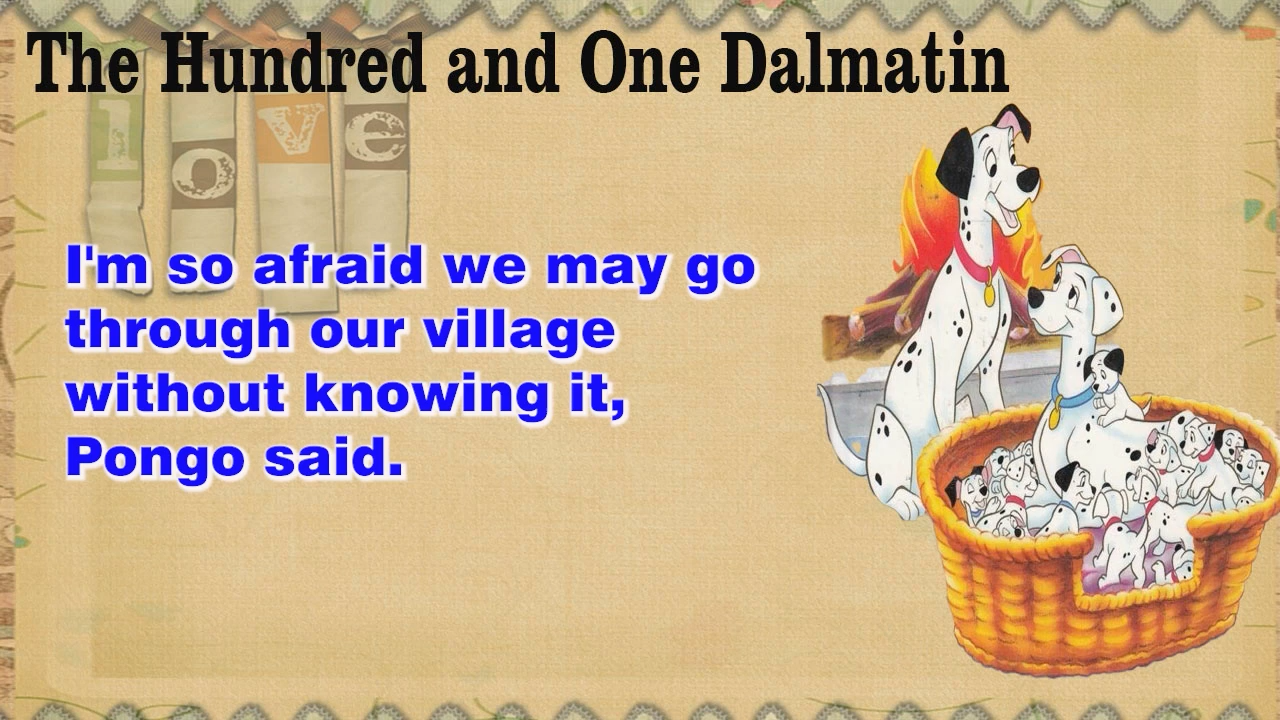 The Hundred and One Dalmatin
love
I'm so afraid we may go
through our village
without knowing it,
Pongo said.